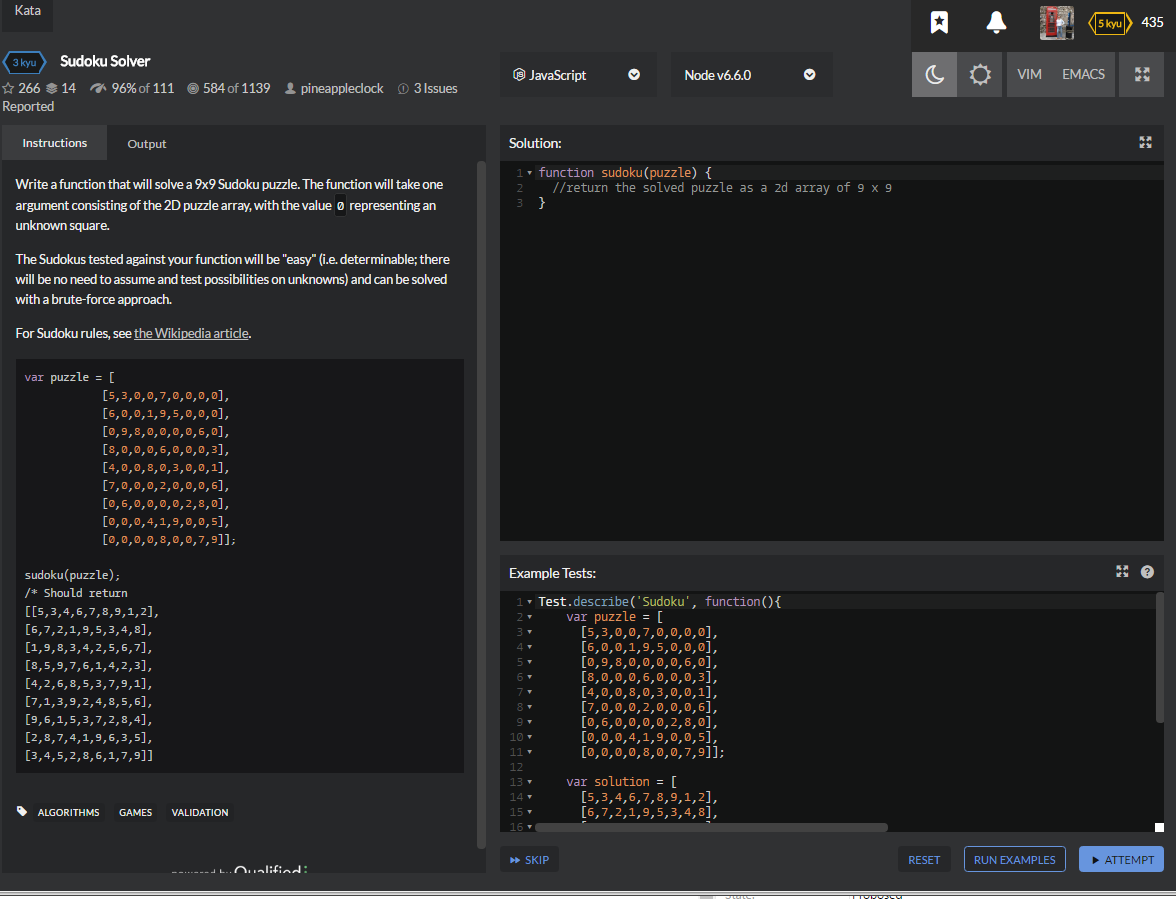 Kata
5 kyu
435
3 kyu
Sudoku Solver
266 14 96% of 111 584 of 1139 pineappleclock 3 Issues
Reported
JavaScript
Node v6.6.0
VIM EMACS
Instructions Output
Write a function that will solve a 9x9 Sudoku puzzle. The function will take one
argument consisting of the 2D puzzle array, with the value 0 representing an
unknown square.
The Sudokus tested against your function will be "easy" (i.e. determinable; there
will be no need to assume and test possibilities on unknowns) and can be solved
with a brute-force approach.
For Sudoku rules, see the Wikipedia article.
var puzzle = [
[5,3,0,0,7,0,0,0,0],
[6,0,0,1,9,5,0,0,0],
[0,9,8,0,0,0,0,6,0],
[8,0,0,0,6,0,0,0,3],
[4,0,0,8,0,3,0,0,1],
[7,0,0,0,2,0,0,0,6],
[0,6,0,0,0,0,2,8,0],
[0,0,0,4,1,9,0,0,5],
[0,0,0,0,8,0,0,7,9]];
sudoku(puzzle);
/* Should return
[[5,3,4,6,7,8,9,1,2],
[6,7,2,1,9,5,3,4,8],
[1,9,8,3,4,2,5,6,7],
[8,5,9,7,6,1,4,2,3],
[4,2,6,8,5,3,7,9,1],
[7,1,3,9,2,4,8,5,6],
[9,6,1,5,3,7,2,8,4],
[2,8,7,4,1,9,6,3,5],
[3,4,5,2,8,6,1,7,9]]
ALGORITHMS GAMES VALIDATION
powered by Qualified
Solution:
1 function sudoku(puzzle) {
2 //return the solved puzzle as a 2d array of 9 x 9
3 }
Example Tests:
1 Test.describe('Sudoku', function(){
2 var puzzle = [
3 [5,3,0,0,7,0,0,0,0],
4 [6,0,0,1,9,5,0,0,0],
5 [0,9,8,0,0,0,0,6,0],
6 [8,0,0,0,6,0,0,0,3],
7 [4,0,0,8,0,3,0,0,1],
8 [7,0,0,0,2,0,0,0,6],
9 [0,6,0,0,0,0,2,8,0],
10 [0,0,0,4,1,9,0,0,5],
11 [0,0,0,0,8,0,0,7,9]];
12
13 var solution = [
14 [5,3,4,6,7,8,9,1,2],
15 [6,7,2,1,9,5,3,4,8],
16
SKIP
RESET RUN EXAMPLES ATTEMPT
State: Proposed